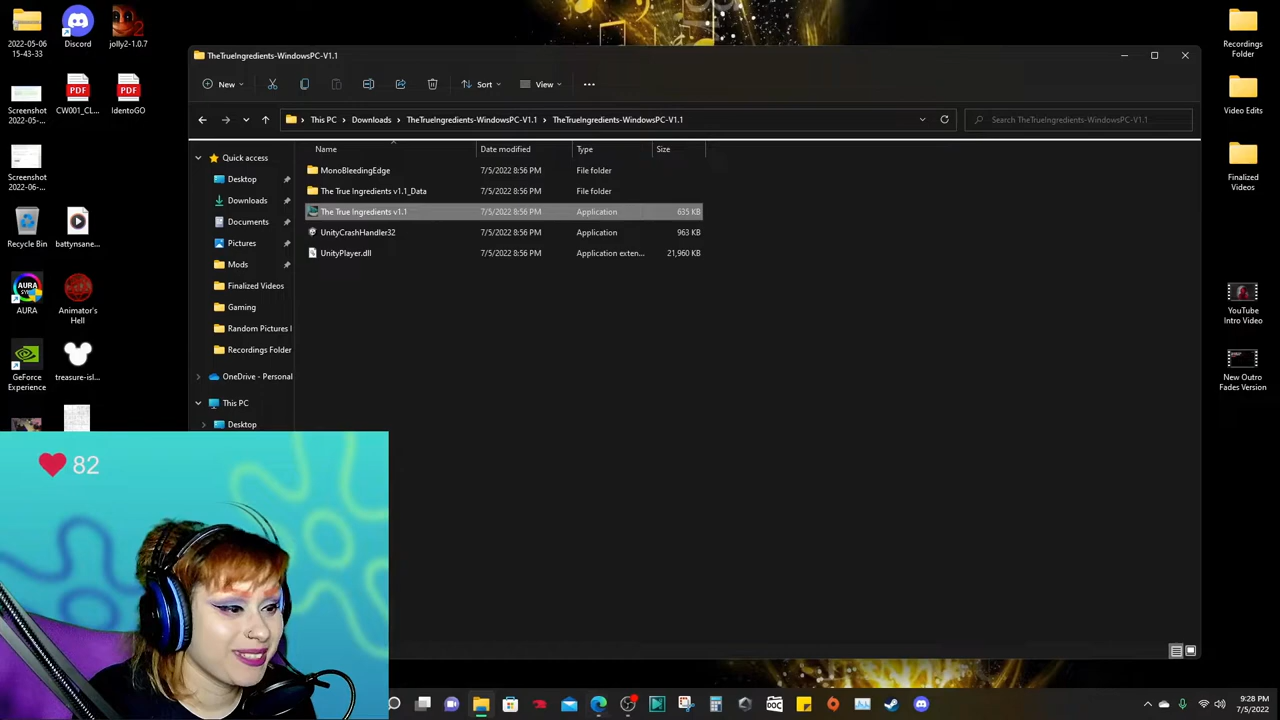 2022-05-06
15-43-33
Discord
jolly2-1.0.7
Recordings
Folder
TheTrueIngredients-WindowsPC-V1.1
New
Sort
View
Screenshot
2022-05-...
PDF
CW001_CL...
PDF
IdentoGO
Video Edits
This PC
Downloads
TheTrueIngredients-WindowsPC-V1.1
TheTrueIngredients-WindowsPC-V1.1
Search TheTrueIngredients-WindowsPC-V1.1
Name
Date modified
Type
Size
Quick access
MonoBleedingEdge
7/5/2022 8:56 PM
File folder
Desktop
The True Ingredients v1.1_Data
7/5/2022 8:56 PM
File folder
Downloads
The True Ingredients v1.1
7/5/2022 8:56 PM
Application
635 KB
Documents
UnityCrashHandler32
7/5/2022 8:56 PM
Application
963 KB
Pictures
UnityPlayer.dll
7/5/2022 8:56 PM
Application exten...
21,960 KB
Mods
Finalized Videos
Gaming
Random Pictures
Recordings Folder
OneDrive - Personal
This PC
Desktop
Screenshot
2022-06-...
Finalized
Videos
Recycle Bin
battynsane...
AURA
AURA
Animator's
Hell
YouTube
Intro Video
GeForce
Experience
treasure-isl...
New Outro
Fades Version
82
DOC
9:28 PM
7/5/2022